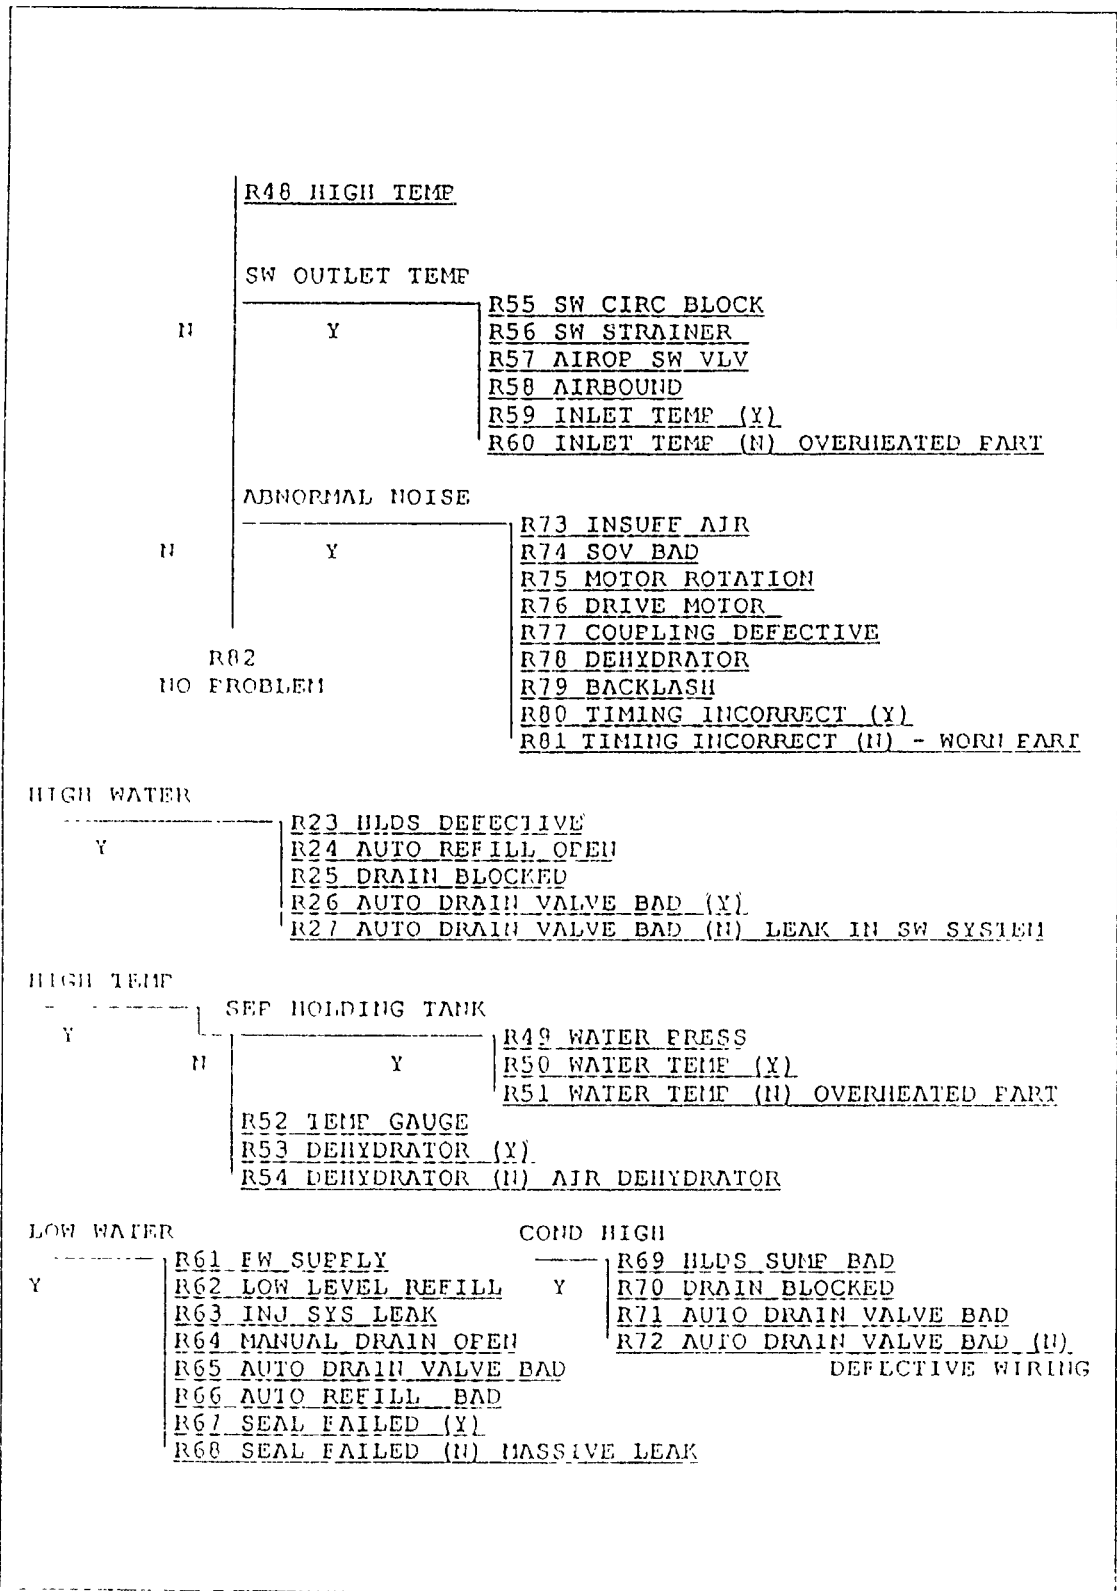 R48 HIGH TEMP
SW OUTLET TEMP
N Y
R55 SW CIRC BLOCK
R56 SW STRAINER
R57 AIROP SW VLV
R58 AIRBOUND
R59 INLET TEMP (Y)
R60 INLET TEMP (N) OVERHEATED PART
ABNORMAL NOISE
N Y
R73 INSUFF AIR
R74 SOV BAD
R75 MOTOR ROTATION
R76 DRIVE MOTOR
R77 COUPLING DEFECTIVE
R78 DEHYDRATOR
R79 BACKLASH
R80 TIMING INCORRECT (Y)
R81 TIMING INCORRECT (N) - WORN PART
R82
NO PROBLEM
HIGH WATER
Y
R23 HLDS DEFECTIVE
R24 AUTO REFILL OPEN
R25 DRAIN BLOCKED
R26 AUTO DRAIN VALVE BAD (Y)
R27 AUTO DRAIN VALVE BAD (N) LEAK IN SW SYSTEM
HIGH TEMP
Y
SEP HOLDING TANK
N Y
R49 WATER PRESS
R50 WATER TEMP (Y)
R51 WATER TEMP (N) OVERHEATED PART
R52 TEMP GAUGE
R53 DEHYDRATOR (Y)
R54 DEHYDRATOR (N) AIR DEHYDRATOR
LOW WATER
Y
R61 FW SUPPLY
R62 LOW LEVEL REFILL
R63 INJ SYS LEAK
R64 MANUAL DRAIN OPEN
R65 AUTO DRAIN VALVE BAD
R66 AUTO REFILL BAD
R67 SEAL FAILED (Y)
R68 SEAL FAILED (N) MASSIVE LEAK
COND HIGH
Y
R69 HLDS SUMP BAD
R70 DRAIN BLOCKED
R71 AUTO DRAIN VALVE BAD
R72 AUTO DRAIN VALVE BAD (N)
DEFECTIVE WIRING